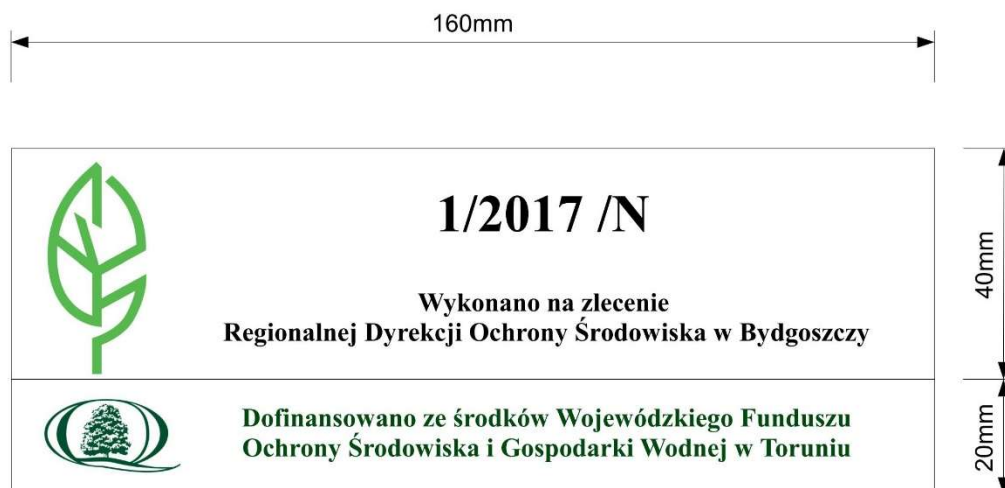 160mm
1/2017 /N
Wykonano na zlecenie
Regionalnej Dyrekcji Ochrony Środowiska w Bydgoszczy
40mm
Dofinansowano ze środków Wojewódzkiego Funduszu
Ochrony Środowiska i Gospodarki Wodnej w Toruniu
20mm